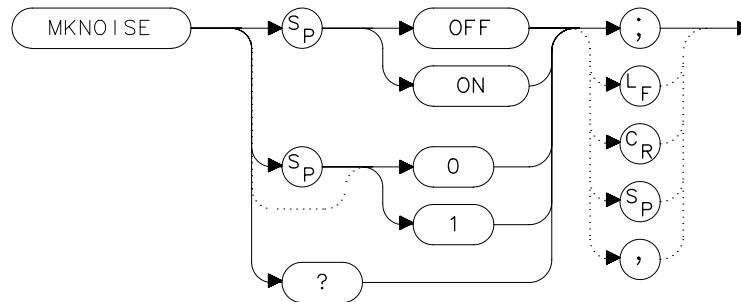 MKNOISE SP OFF ;
ON LF
CR
SP 0
SP
1
? ,